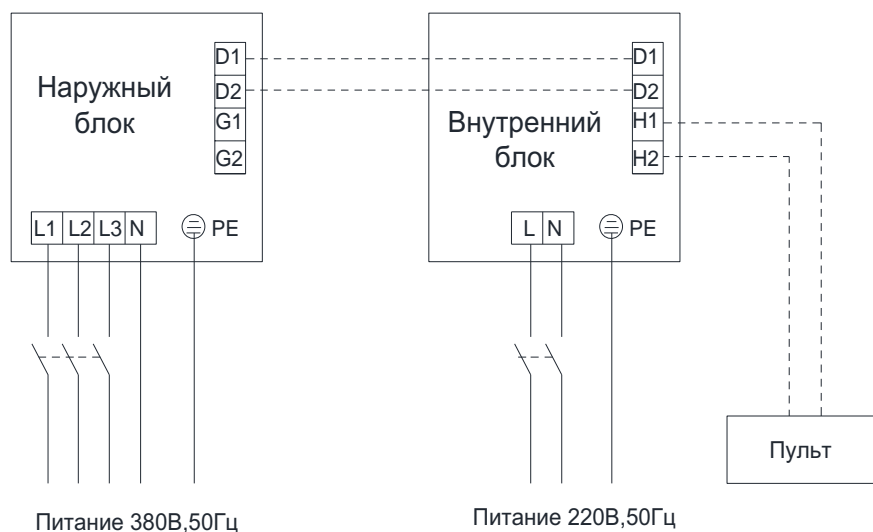 Наружный
блок
D1
D2
G1
G2
L1 L2 L3 N
PE
Питание 380В,50Гц
Внутренний
блок
D1
D2
H1
H2
L N
PE
Питание 220В,50Гц
Пульт